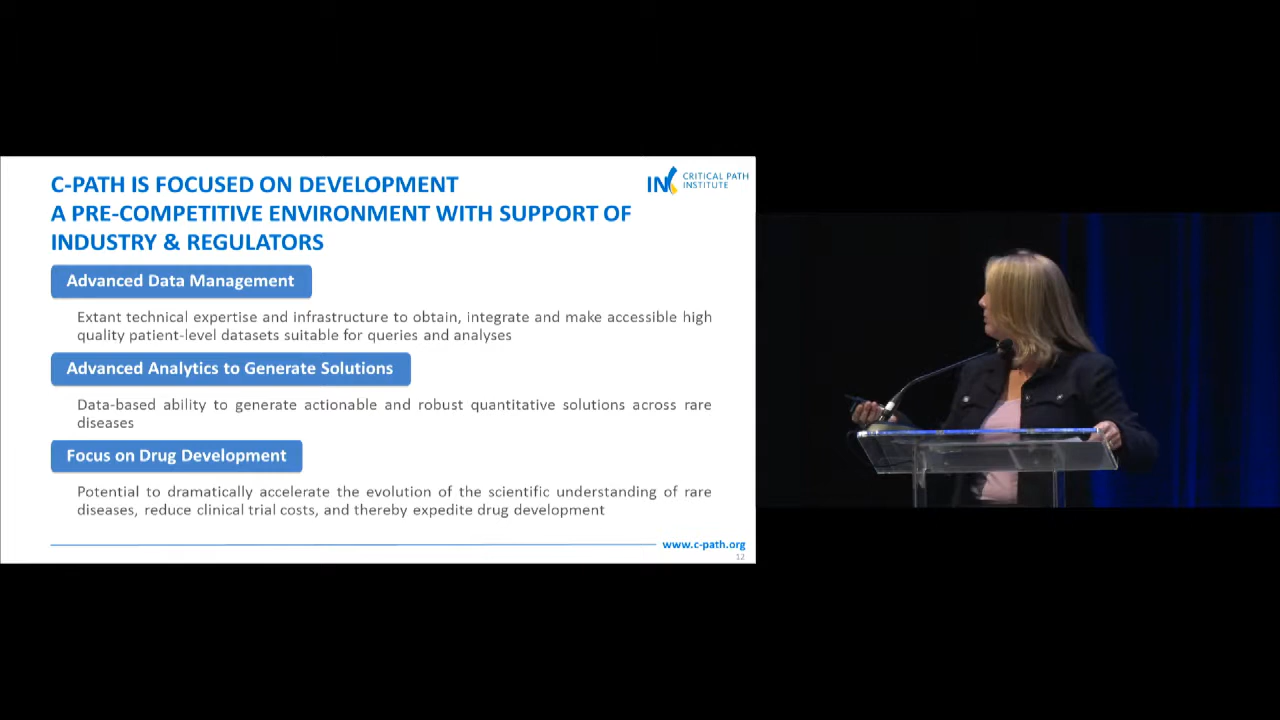 C-PATH IS FOCUSED ON DEVELOPMENT
A PRE-COMPETITIVE ENVIRONMENT WITH SUPPORT OF
INDUSTRY & REGULATORS
IN
CRITICAL PATH
INSTITUTE
Advanced Data Management
Extant technical expertise and infrastructure to obtain, integrate and make accessible high
quality patient-level datasets suitable for queries and analyses
Advanced Analytics to Generate Solutions
Data-based ability to generate actionable and robust quantitative solutions across rare
diseases
Focus on Drug Development
Potential to dramatically accelerate the evolution of the scientific understanding of rare
diseases, reduce clinical trial costs, and thereby expedite drug development
www.c-path.org
12